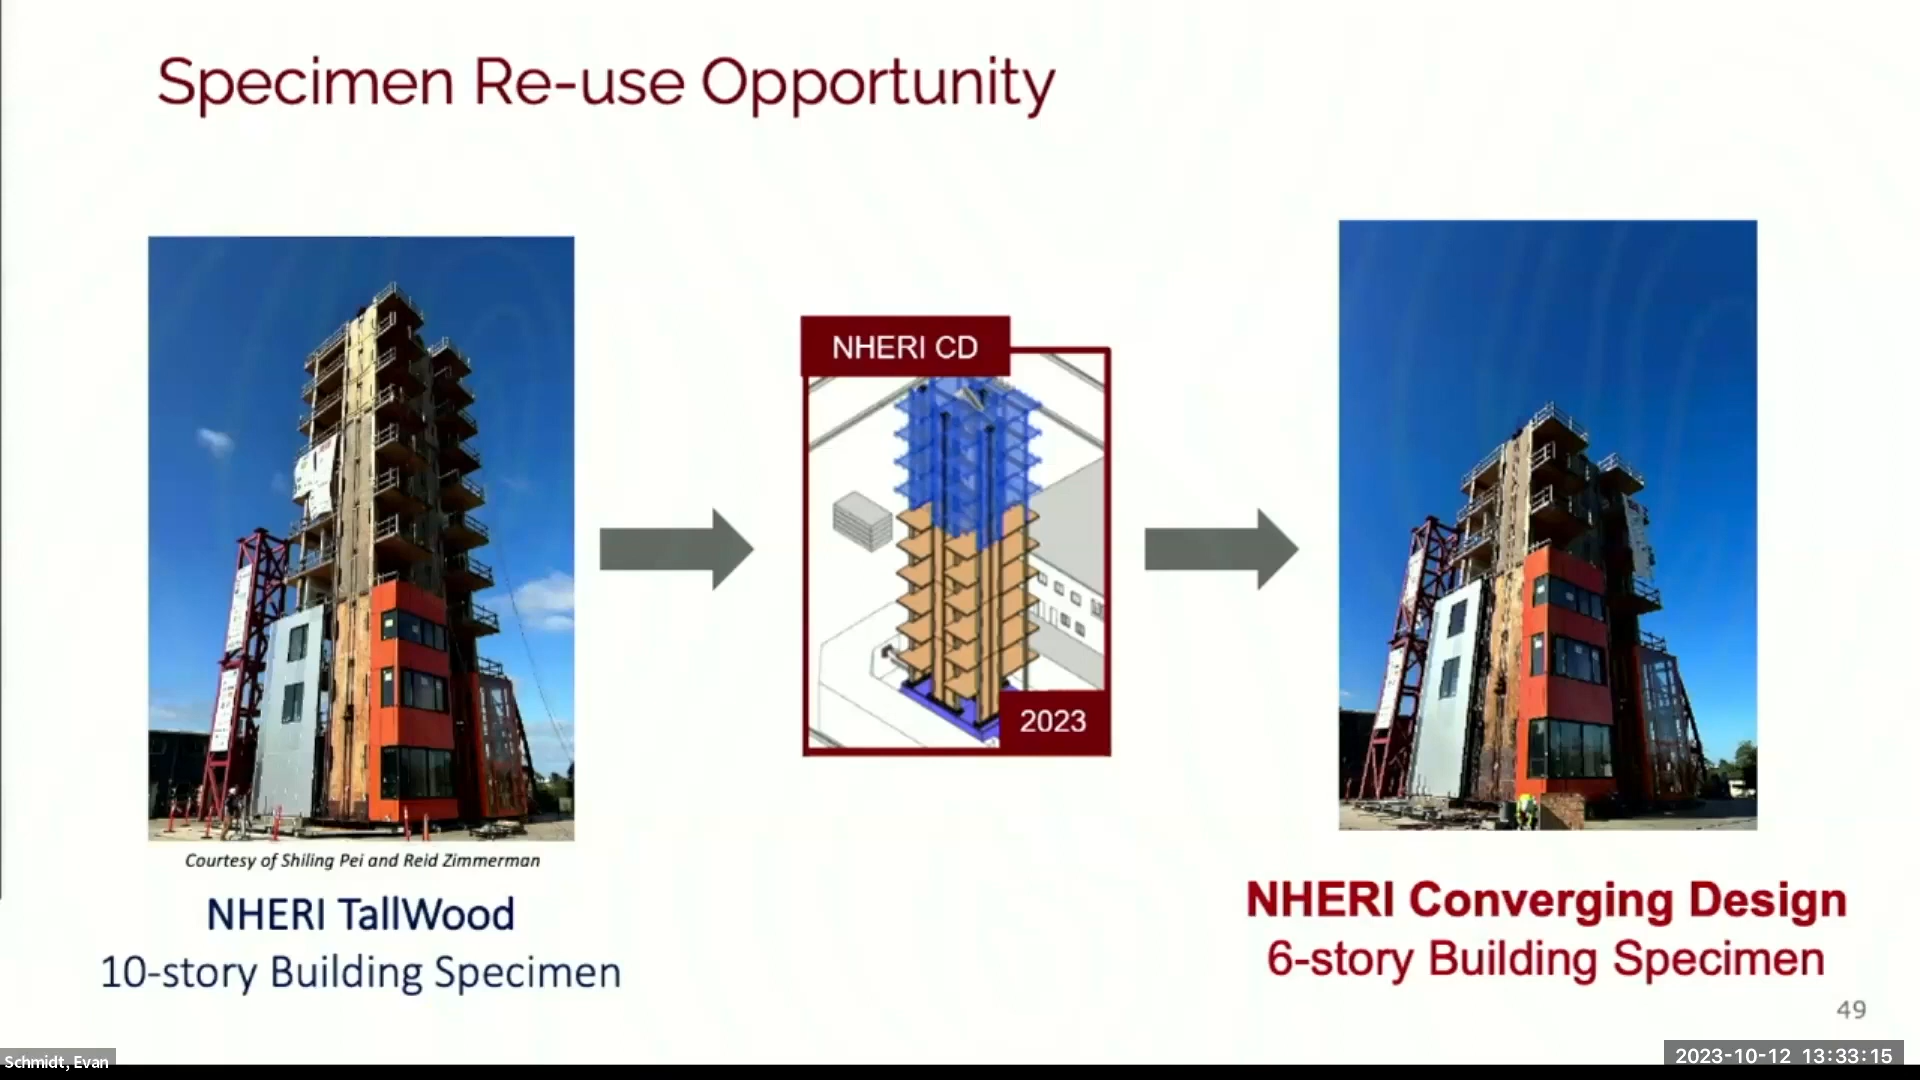 Specimen Re-use Opportunity
NHERI CD
2023
Courtesy of Shiling Pei and Reid Zimmerman
NHERI TallWood
10-story Building Specimen
NHERI Converging Design
6-story Building Specimen
49
Schmidt, Evan
2023-10-12 13:33:15